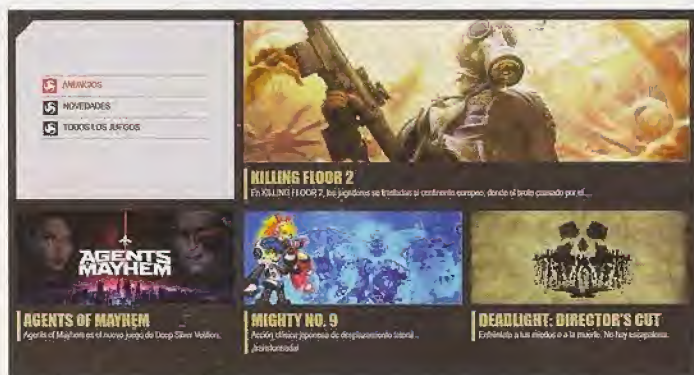 ANUNCIOS
NOVEDADES
TODOS LOS JUEGOS
KILLING FLOOR 2
En KILLING FLOOR 2, los jugadores se trasladan al continente europeo, donde el brote causado por el...
AGENTS
MAYHEM
AGENTS OF MAYHEM
Agents of Mayhem es el nuevo juego de Deep Silver Volition.
MIGHTY NO. 9
Acción clásica japonesa de desplazamiento lateral...
¡transformada!
DEADLIGHT: DIRECTOR'S CUT
Enfréntate a tus miedos o a la muerte. No hay escapatoria.